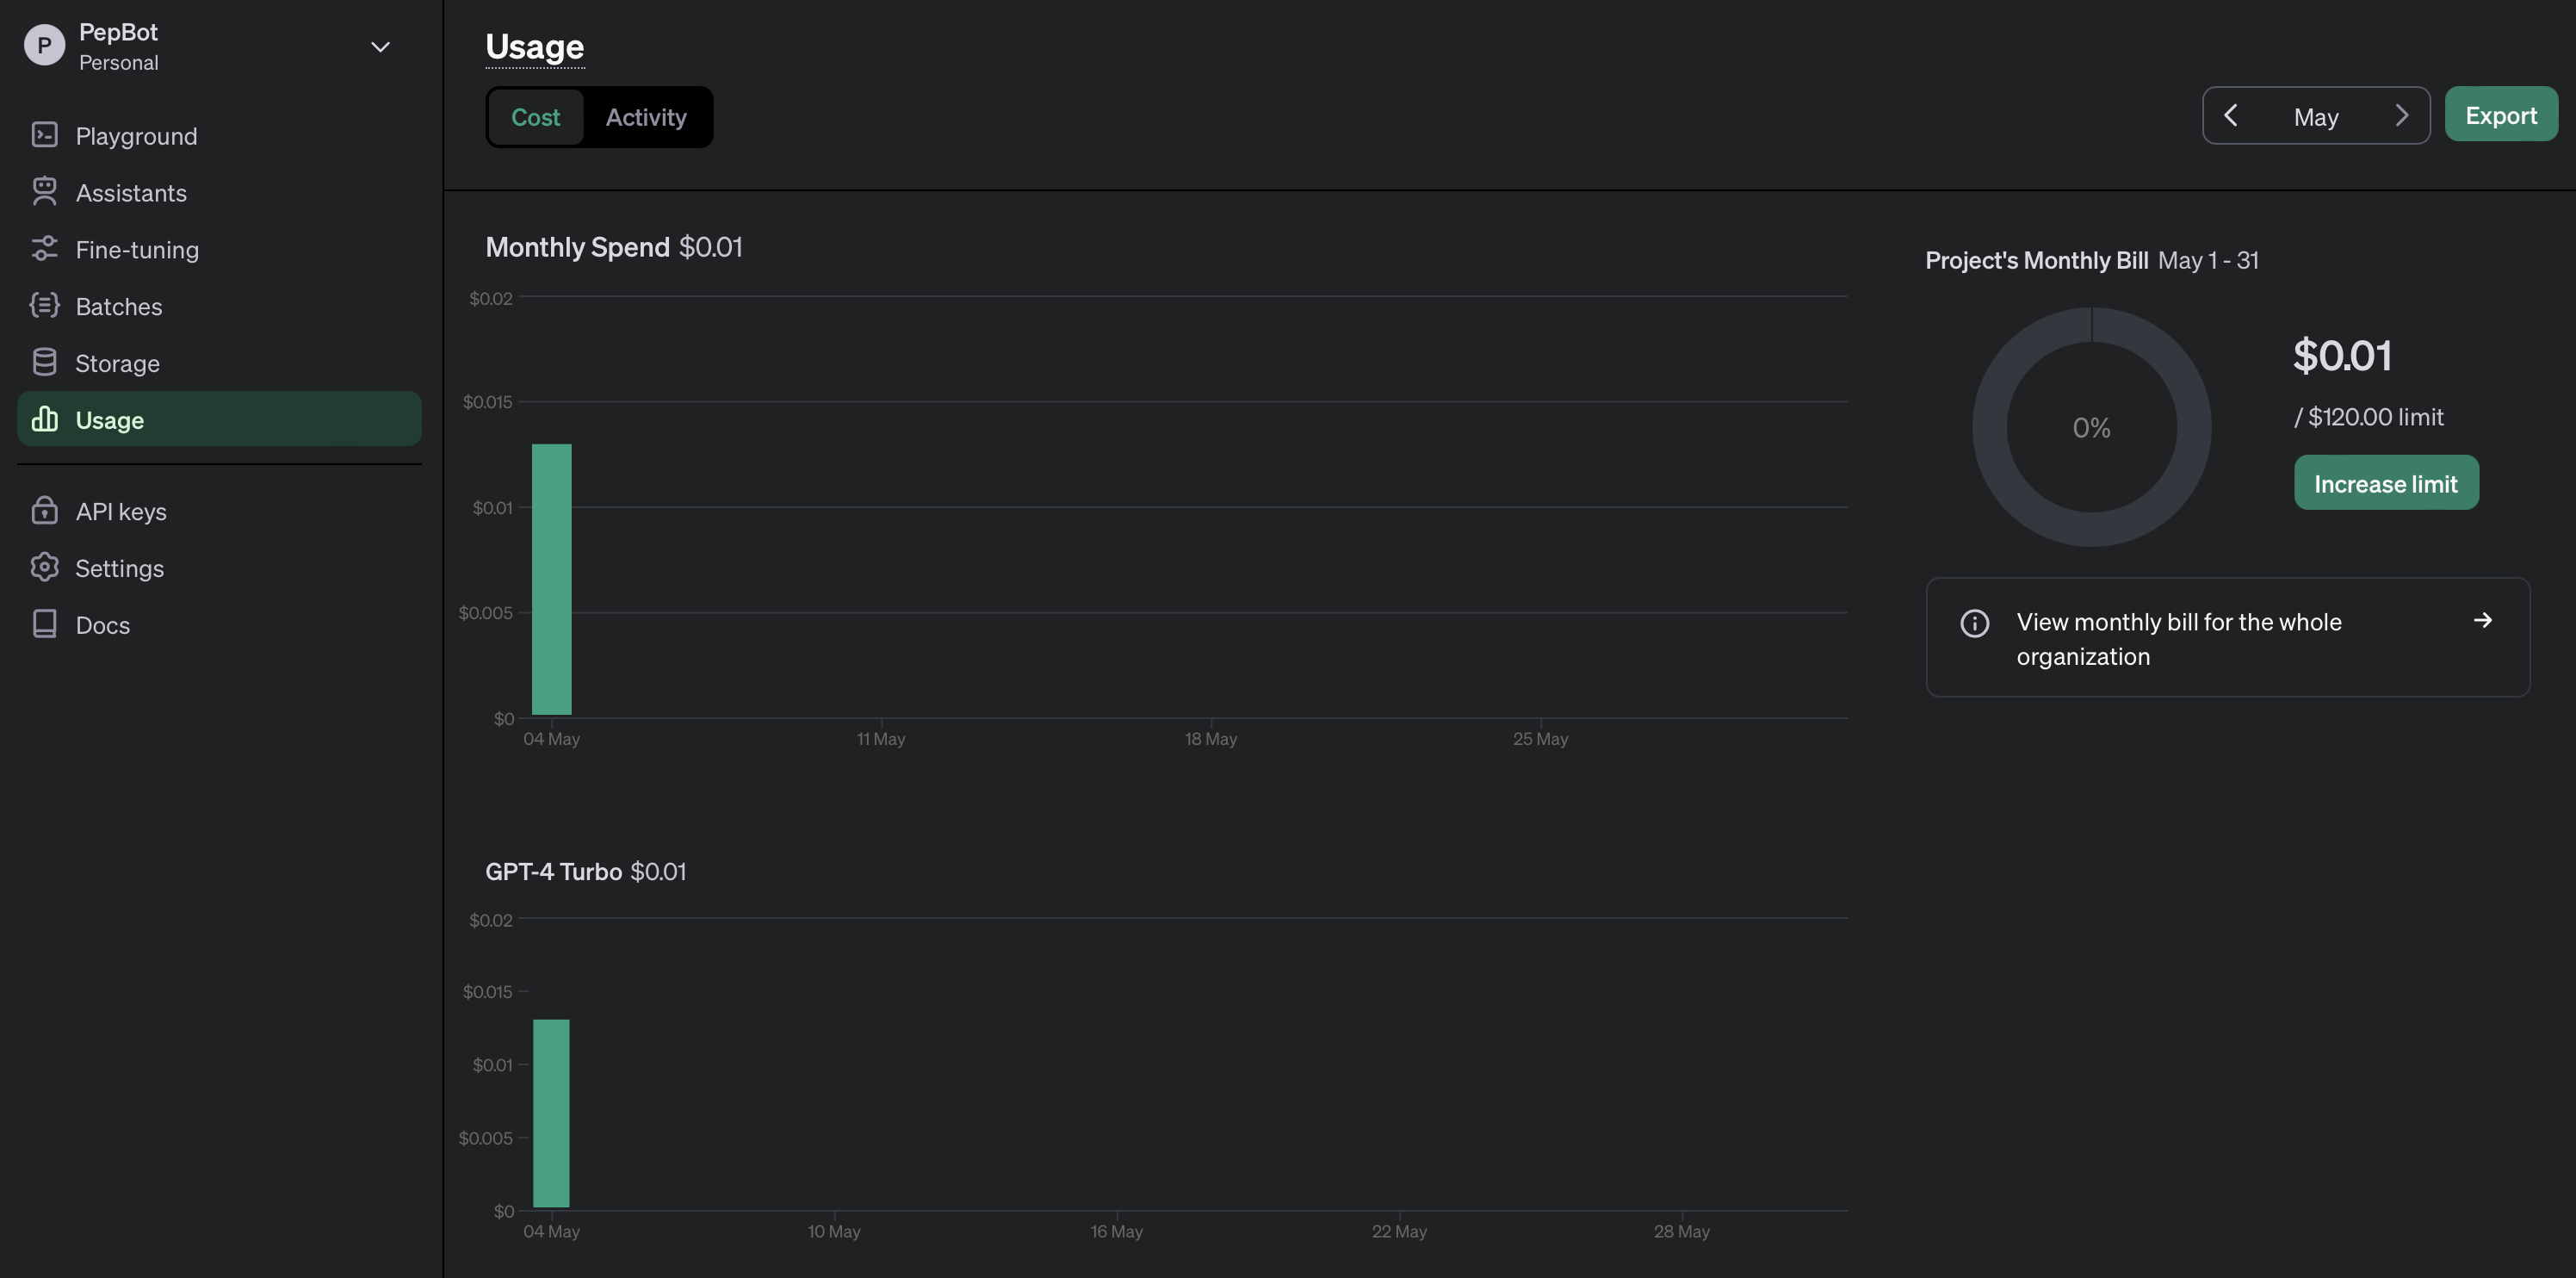 P
PepBot
Personal
Playground
Assistants
Fine-tuning
Batches
Storage
Usage
API keys
Settings
Docs
Usage
Cost
Activity
May
Export
Monthly Spend $0.01
$0.02
$0.015
$0.01
$0.005
$0
04 May
11 May
18 May
25 May
Project's Monthly Bill May 1 - 31
0%
$0.01
/ $120.00 limit
Increase limit
View monthly bill for the whole
organization
GPT-4 Turbo $0.01
$0.02
$0.015
$0.01
$0.005
$0
04 May
10 May
16 May
22 May
28 May